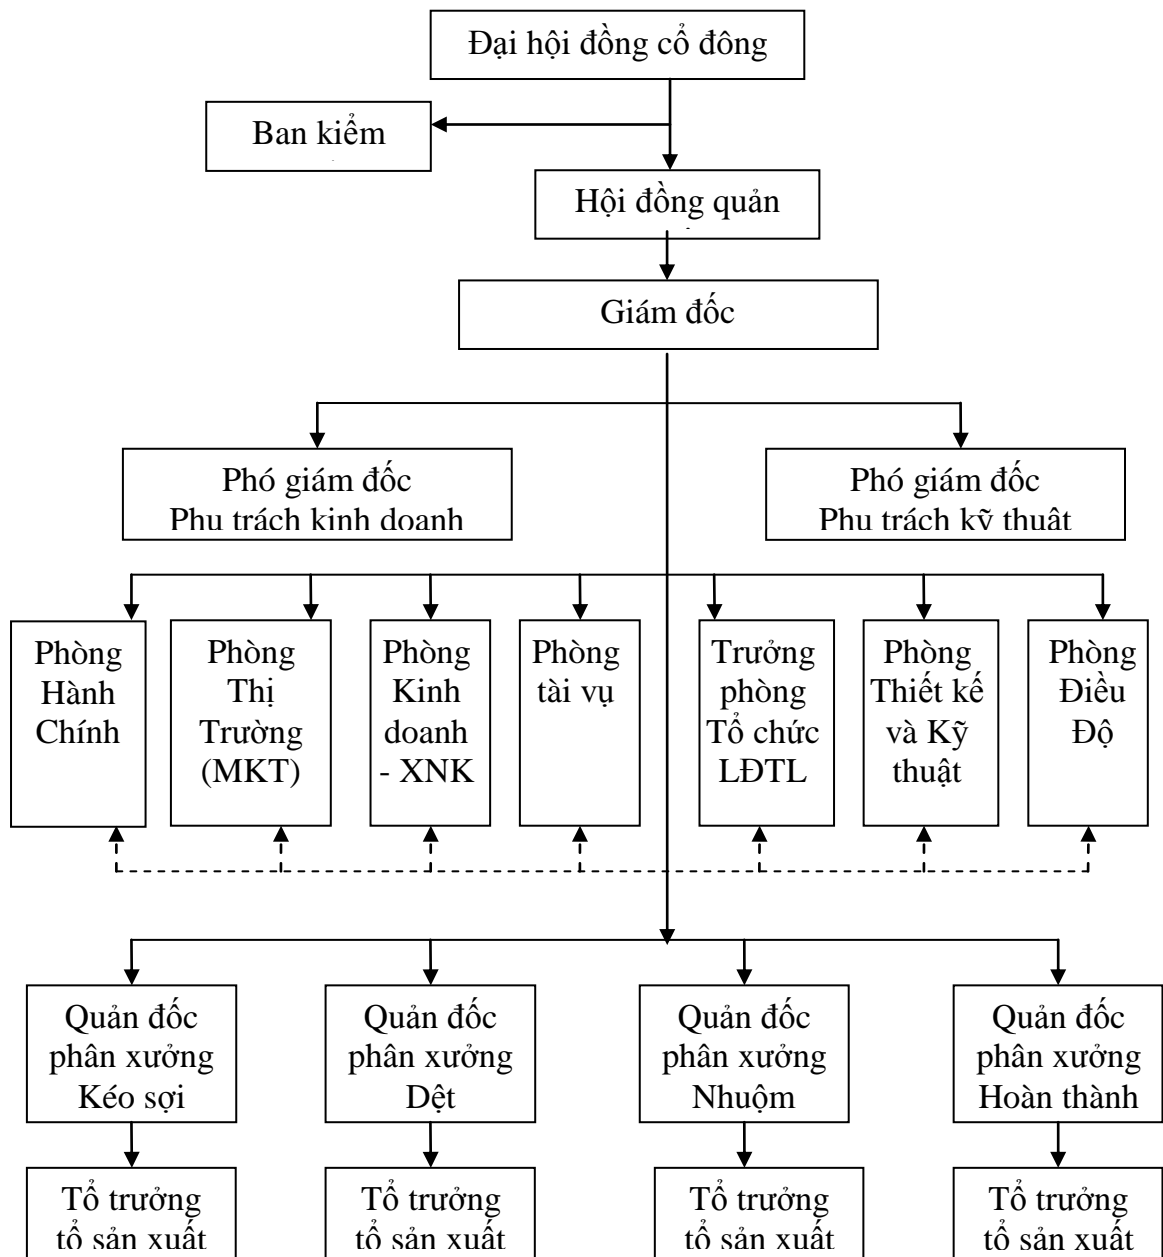 Đại hội đồng cổ đông
Ban kiểm
Hội đồng quản
Giám đốc
Phó giám đốc
Phụ trách kinh doanh
Phó giám đốc
Phụ trách kỹ thuật
Phòng
Hành
Chính
Phòng
Thị
Trường
(MKT)
Phòng
Kinh
doanh
- XNK
Phòng
tài vụ
Trưởng
phòng
Tổ chức
LĐTL
Phòng
Thiết kế
và Kỹ
thuật
Phòng
Điều
Độ
Quản đốc
phân xưởng
Kéo sợi
Quản đốc
phân xưởng
Dệt
Quản đốc
phân xưởng
Nhuộm
Quản đốc
phân xưởng
Hoàn thành
Tổ trưởng
tổ sản xuất
Tổ trưởng
tổ sản xuất
Tổ trưởng
tổ sản xuất
Tổ trưởng
tổ sản xuất